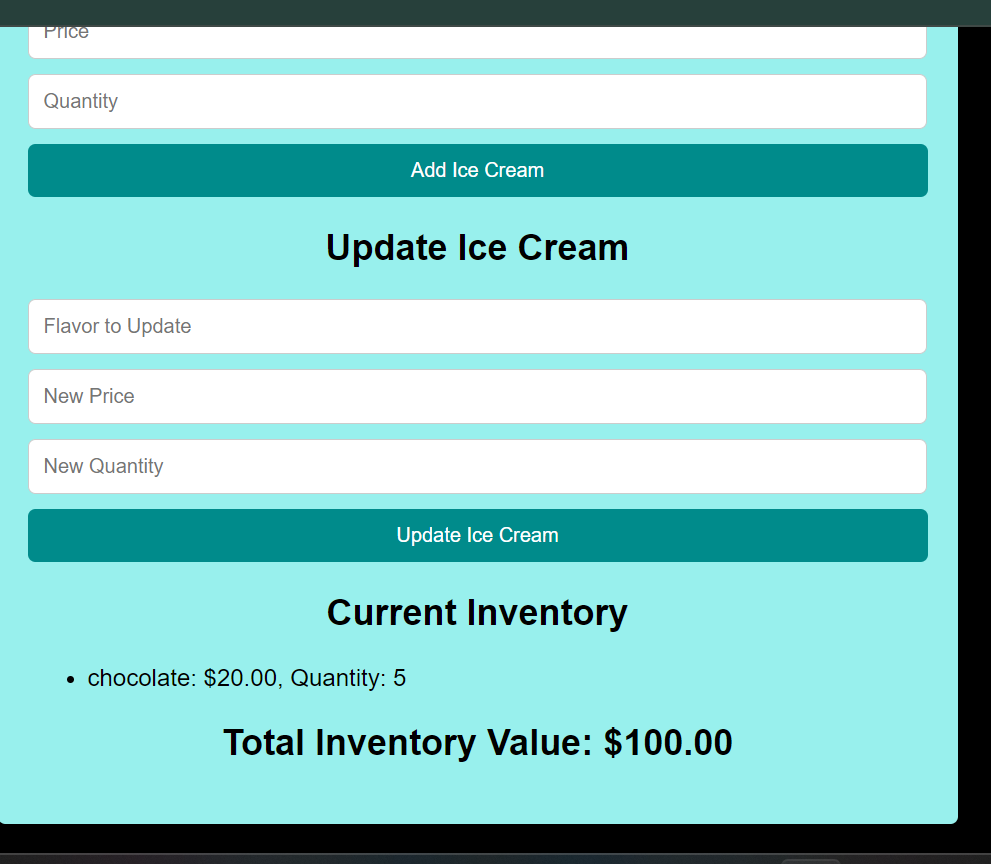 Price
Quantity
Add Ice Cream
Update Ice Cream
Flavor to Update
New Price
New Quantity
Update Ice Cream
Current Inventory
chocolate: $20.00, Quantity: 5
Total Inventory Value: $100.00